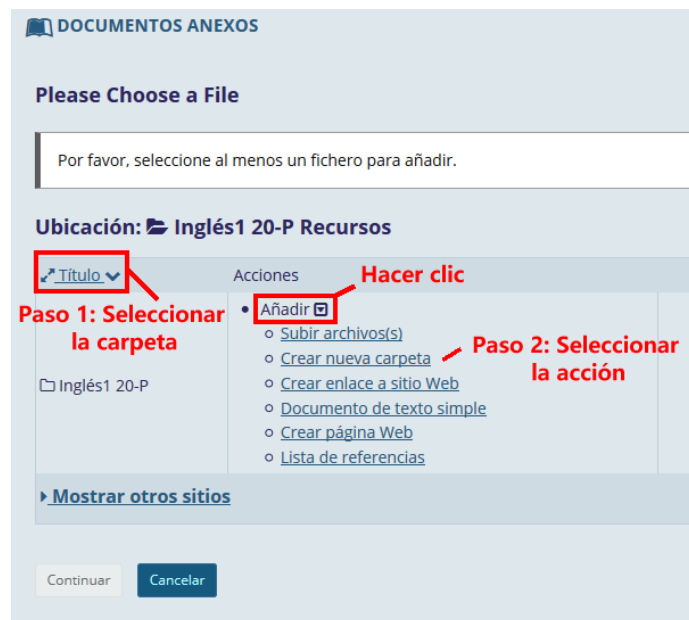 DOCUMENTOS ANEXOS
Please Choose a File
Por favor, seleccione al menos un fichero para añadir.
Ubicación: Inglés1 20-P Recursos
Título
Acciones
Hacer clic
Paso 1: Seleccionar
la carpeta
Añadir
Subir archivos(s)
Crear nueva carpeta
Paso 2: Seleccionar
la acción
Inglés1 20-P
Crear enlace a sitio Web
Documento de texto simple
Crear página Web
Lista de referencias
Mostrar otros sitios
Continuar
Cancelar